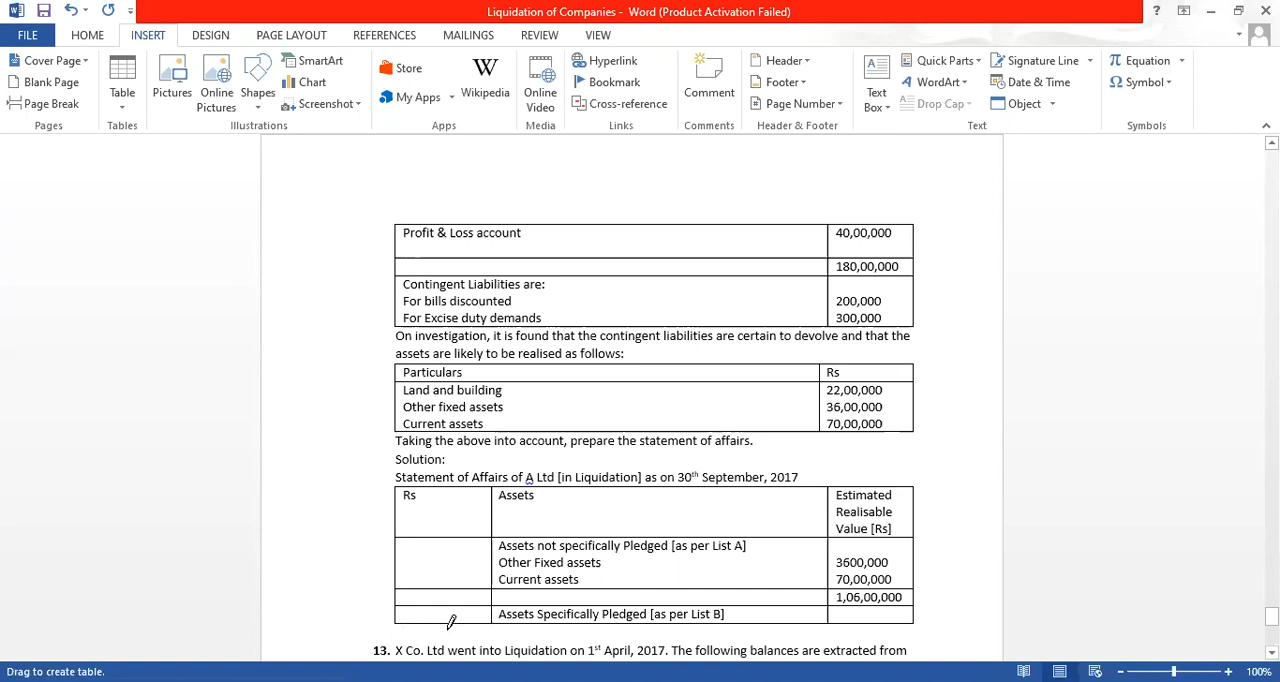 Liquidation of Companies - Word (Product Activation Failed)
FILE HOME INSERT DESIGN PAGE LAYOUT REFERENCES MAILINGS REVIEW VIEW
Cover Page
Blank Page
Page Break
Pages
Table
Tables
Pictures
Online Pictures
Shapes
SmartArt
Chart
Screenshot
Illustrations
Store
My Apps
Wikipedia
Apps
Online Video
Media
Hyperlink
Bookmark
Cross-reference
Links
Comment
Comments
Header
Footer
Page Number
Header & Footer
Text Box
Quick Parts
WordArt
Drop Cap
Signature Line
Date & Time
Object
Text
Equation
Symbol
Symbols
Profit & Loss account 40,00,000
180,00,000
Contingent Liabilities are:
For bills discounted 200,000
For Excise duty demands 300,000
On investigation, it is found that the contingent liabilities are certain to devolve and that the
assets are likely to be realised as follows:
Particulars Rs
Land and building 22,00,000
Other fixed assets 36,00,000
Current assets 70,00,000
Taking the above into account, prepare the statement of affairs.
Solution:
Statement of Affairs of A Ltd [in Liquidation] as on 30th September, 2017
Rs Assets Estimated
Realisable
Value [Rs]
Assets not specifically Pledged [as per List A]
Other Fixed assets 3600,000
Current assets 70,00,000
1,06,00,000
Assets Specifically Pledged [as per List B]
13. X Co. Ltd went into Liquidation on 1st April, 2017. The following balances are extracted from
Drag to create table. 100%